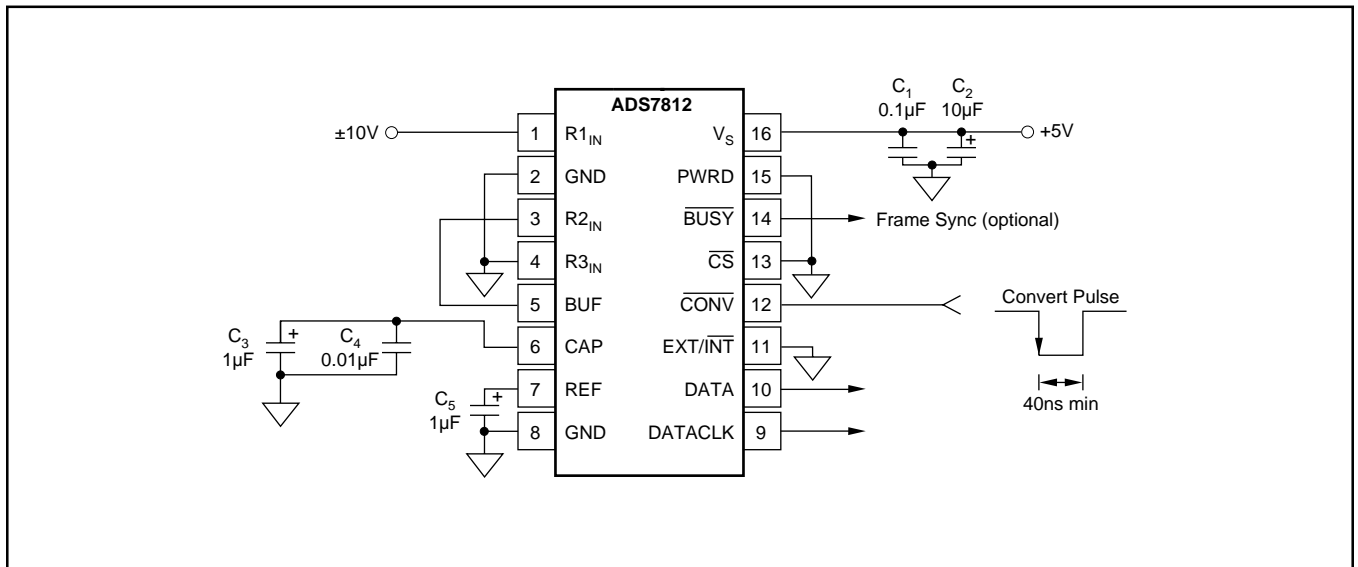 ADS7812
±10V
1 R1IN
2 GND
3 R2IN
4 R3IN
5 BUF
6 CAP
7 REF
8 GND
VS 16
PWRD 15
BUSY 14
CS 13
CONV 12
EXT/INT 11
DATA 10
DATACLK 9
C1
0.1µF
C2
10µF
+
+5V
Frame Sync (optional)
Convert Pulse
40ns min
C3
1µF
+
C4
0.01µF
C5
1µF
+